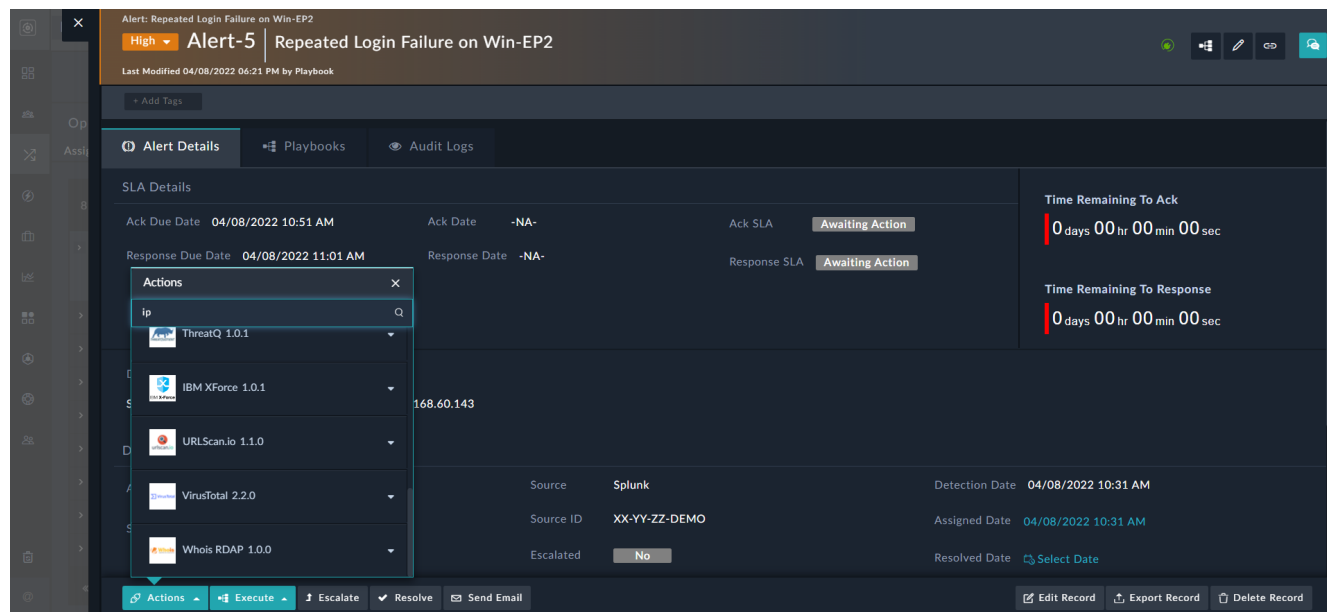 Alert: Repeated Login Failure on Win-EP2
High Alert-5 Repeated Login Failure on Win-EP2
Last Modified 04/08/2022 06:21 PM by Playbook
+ Add Tags
Op
Assi
Alert Details Playbooks Audit Logs
SLA Details
Ack Due Date 04/08/2022 10:51 AM Ack Date -NA- Ack SLA Awaiting Action
Response Due Date 04/08/2022 11:01 AM Response Date -NA- Response SLA Awaiting Action
Time Remaining To Ack
0 days 00 hr 00 min 00 sec
Time Remaining To Response
0 days 00 hr 00 min 00 sec
Actions
ip
ThreatQ 1.0.1
IBM XForce 1.0.1
URLScan.io 1.1.0
VirusTotal 2.2.0
Whois RDAP 1.0.0
168.60.143
Source Splunk Detection Date 04/08/2022 10:31 AM
Source ID XX-YY-ZZ-DEMO Assigned Date 04/08/2022 10:31 AM
Escalated No Resolved Date Select Date
Actions Execute Escalate Resolve Send Email Edit Record Export Record Delete Record